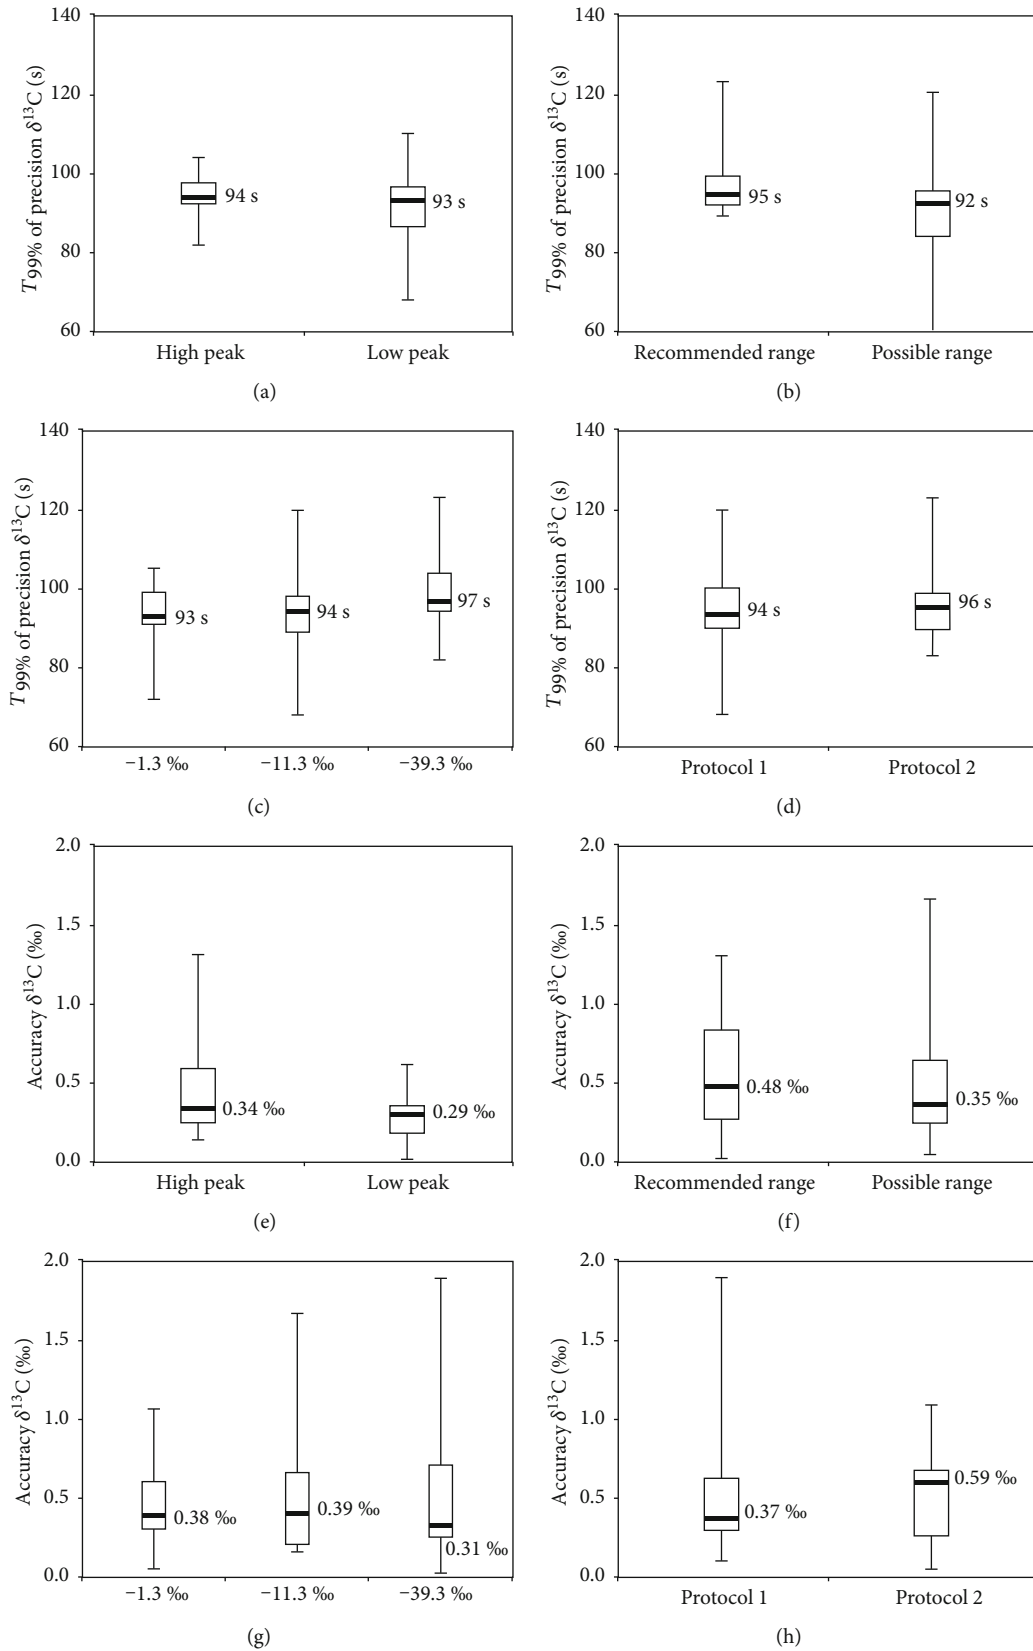 140
120
100
80
60
T99% of precision δ¹³C (s)
94 s
93 s
High peak
Low peak
(a)
140
120
100
80
60
T99% of precision δ¹³C (s)
95 s
92 s
Recommended range
Possible range
(b)
140
120
100
80
60
T99% of precision δ¹³C (s)
93 s
94 s
97 s
−1.3 ‰
−11.3 ‰
−39.3 ‰
(c)
140
120
100
80
60
T99% of precision δ¹³C (s)
94 s
96 s
Protocol 1
Protocol 2
(d)
2.0
1.5
1.0
0.5
0.0
Accuracy δ¹³C (‰)
0.34 ‰
0.29 ‰
High peak
Low peak
(e)
2.0
1.5
1.0
0.5
0.0
Accuracy δ¹³C (‰)
0.48 ‰
0.35 ‰
Recommended range
Possible range
(f)
2.0
1.5
1.0
0.5
0.0
Accuracy δ¹³C (‰)
0.38 ‰
0.39 ‰
0.31 ‰
−1.3 ‰
−11.3 ‰
−39.3 ‰
(g)
2.0
1.5
1.0
0.5
0.0
Accuracy δ¹³C (‰)
0.37 ‰
0.59 ‰
Protocol 1
Protocol 2
(h)